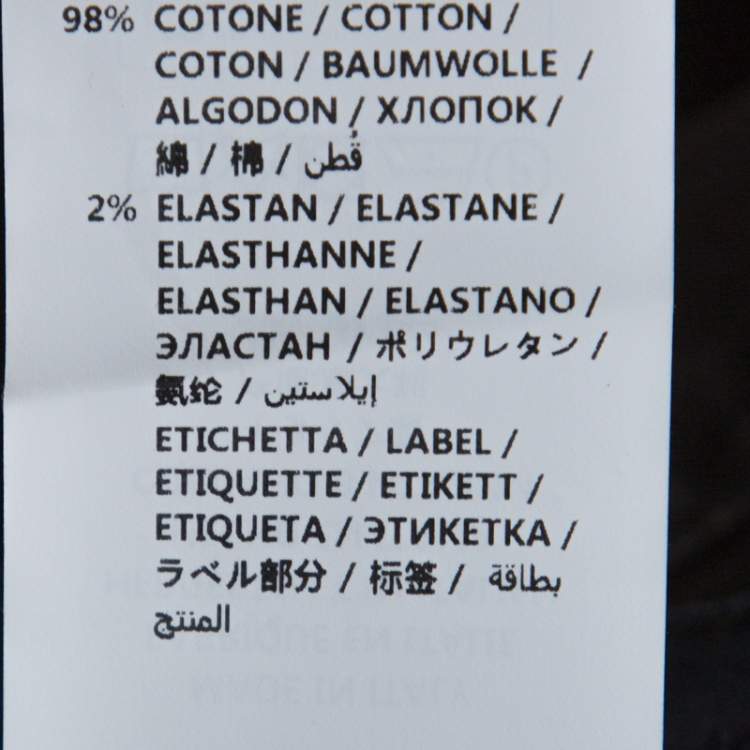 98% COTONE / COTTON /
COTON / BAUMWOLLE /
ALGODON / ХЛОПОК /
綿 / 棉 / قُطن
2% ELASTAN / ELASTANE /
ELASTHANNE /
ELASTHAN / ELASTANO /
ЭЛАСТАН / ポリウレタン /
氨纶 / إيلاستين
ETICHETTA / LABEL /
ETIQUETTE / ETIKETT /
ETIQUETA / ЭТИКЕТКА /
ラベル部分 / 标签 / بطاقة
المنتج